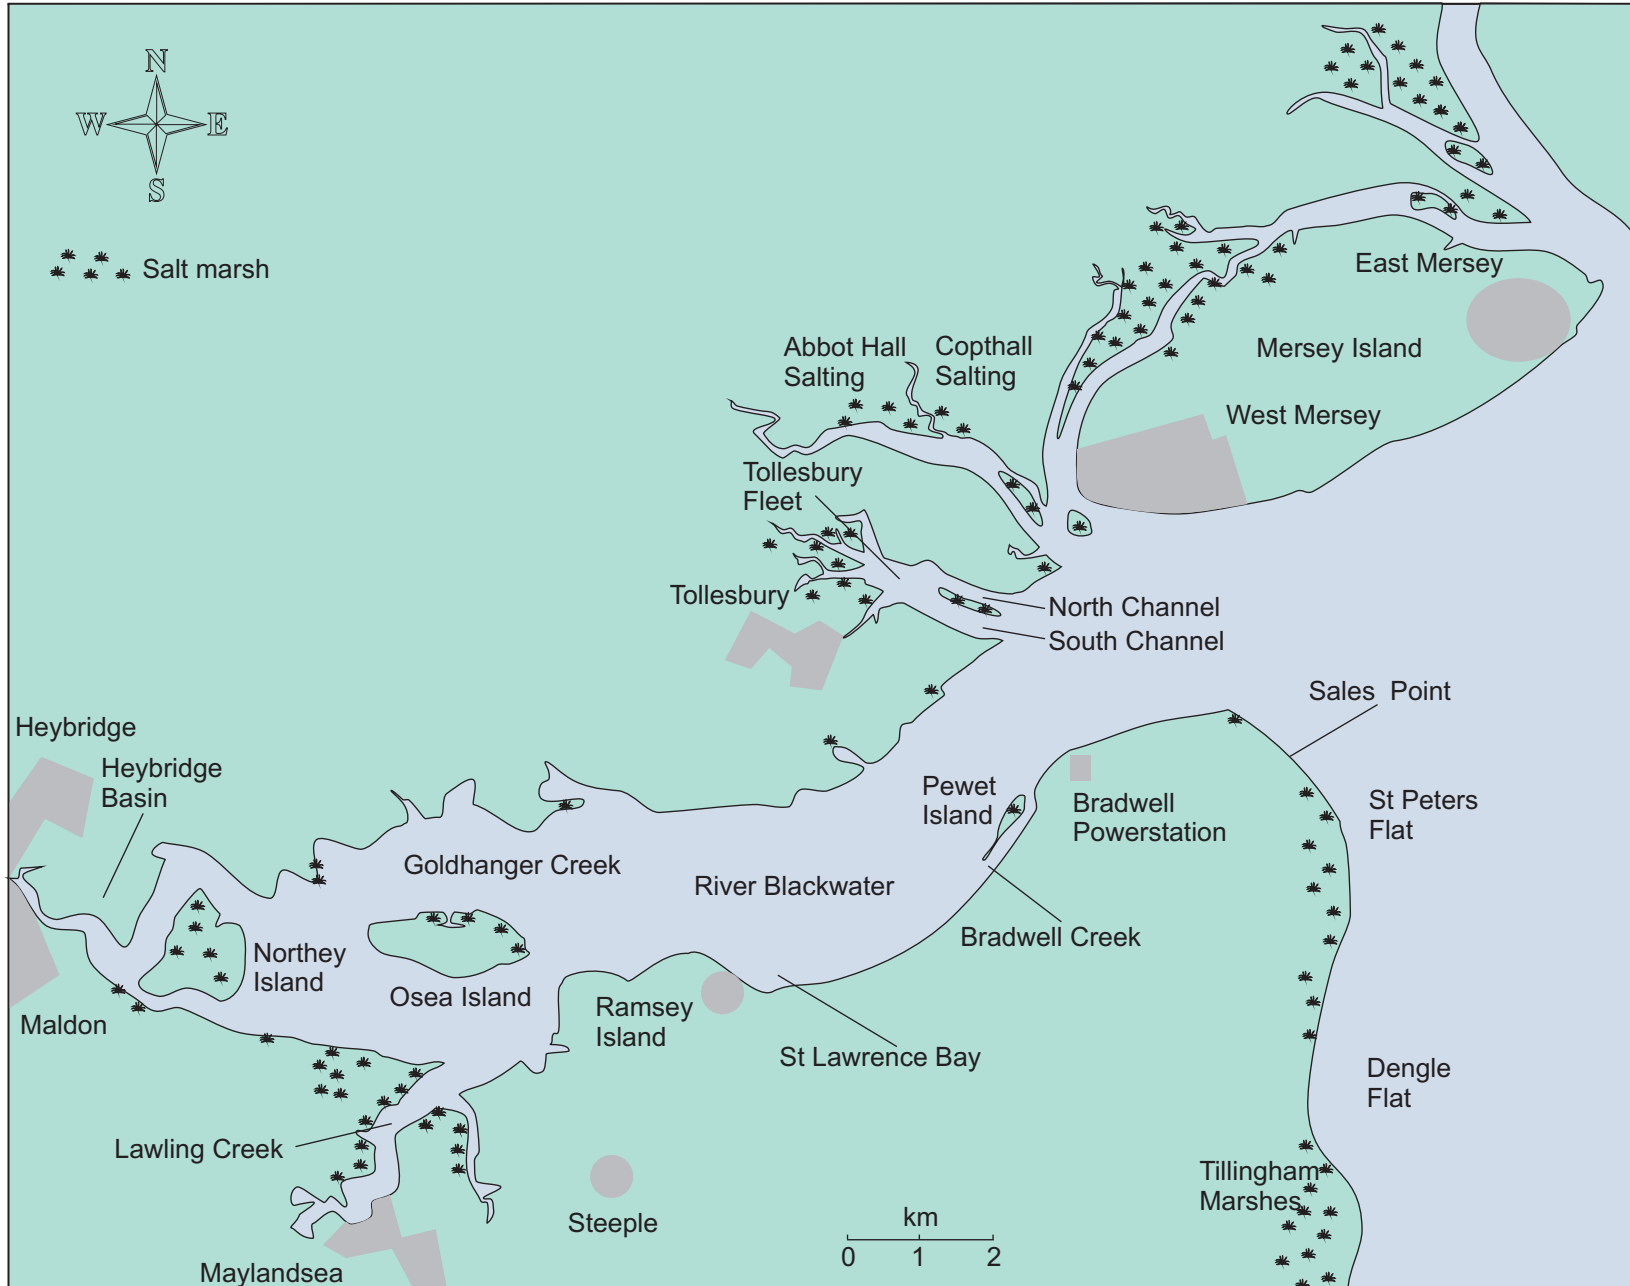 N
W
E
S
Salt marsh
East Mersey
Mersey Island
Abbot Hall
Salting
Copthall
Salting
West Mersey
Tollesbury
Fleet
Tollesbury
North Channel
South Channel
Sales Point
Heybridge
Heybridge
Basin
Pewet
Island
Bradwell
Powerstation
St Peters
Flat
Goldhanger Creek
River Blackwater
Bradwell Creek
Northey
Island
Osea Island
Ramsey
Island
Maldon
St Lawrence Bay
Dengle
Flat
Lawling Creek
Tillingham
Marshes
Steeple
km
0 1 2
Maylandsea